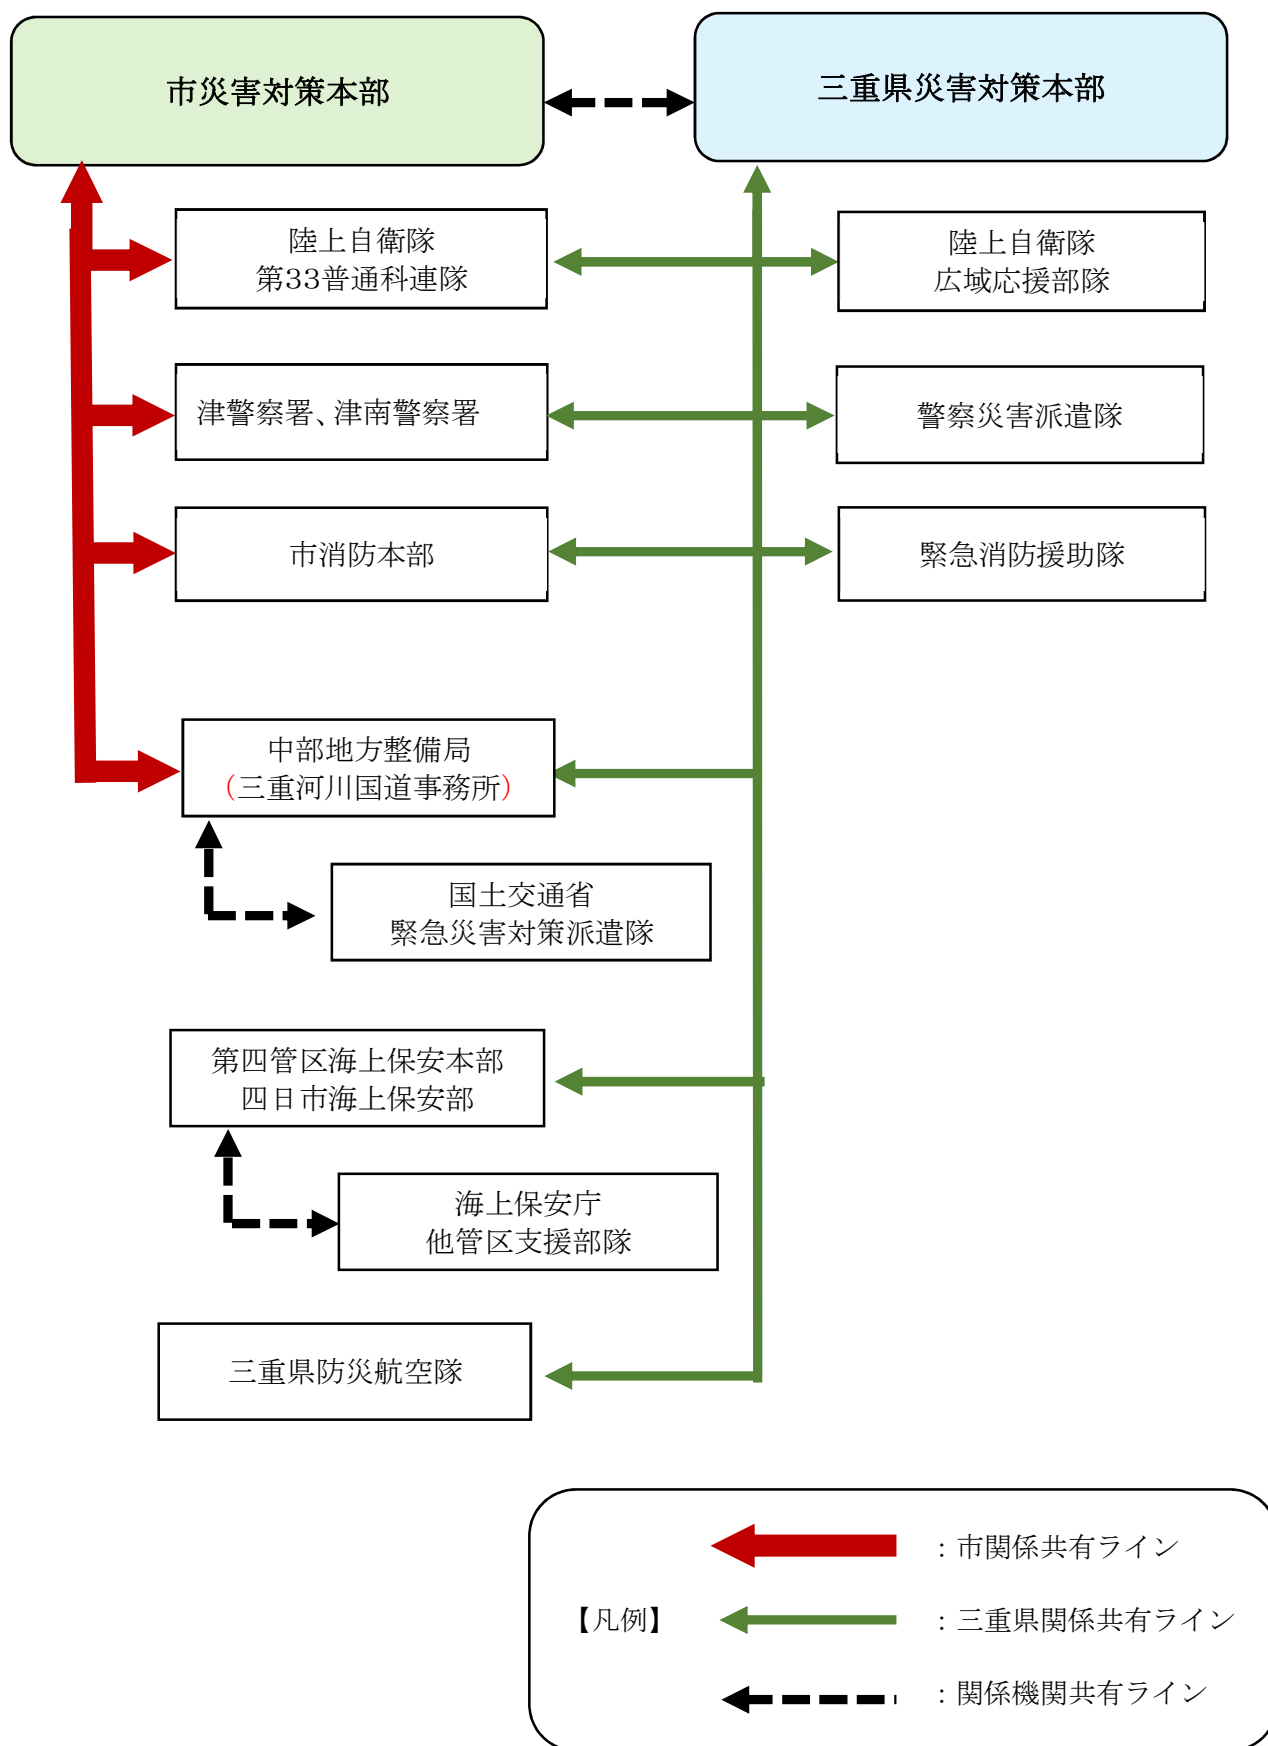 市災害対策本部
三重県災害対策本部
陸上自衛隊
第33普通科連隊
陸上自衛隊
広域応援部隊
津警察署、津南警察署
警察災害派遣隊
市消防本部
緊急消防援助隊
中部地方整備局
（三重河川国道事務所）
国土交通省
緊急災害対策派遣隊
第四管区海上保安本部
四日市海上保安部
海上保安庁
他管区支援部隊
三重県防災航空隊
：市関係共有ライン
【凡例】
：三重県関係共有ライン
：関係機関共有ライン